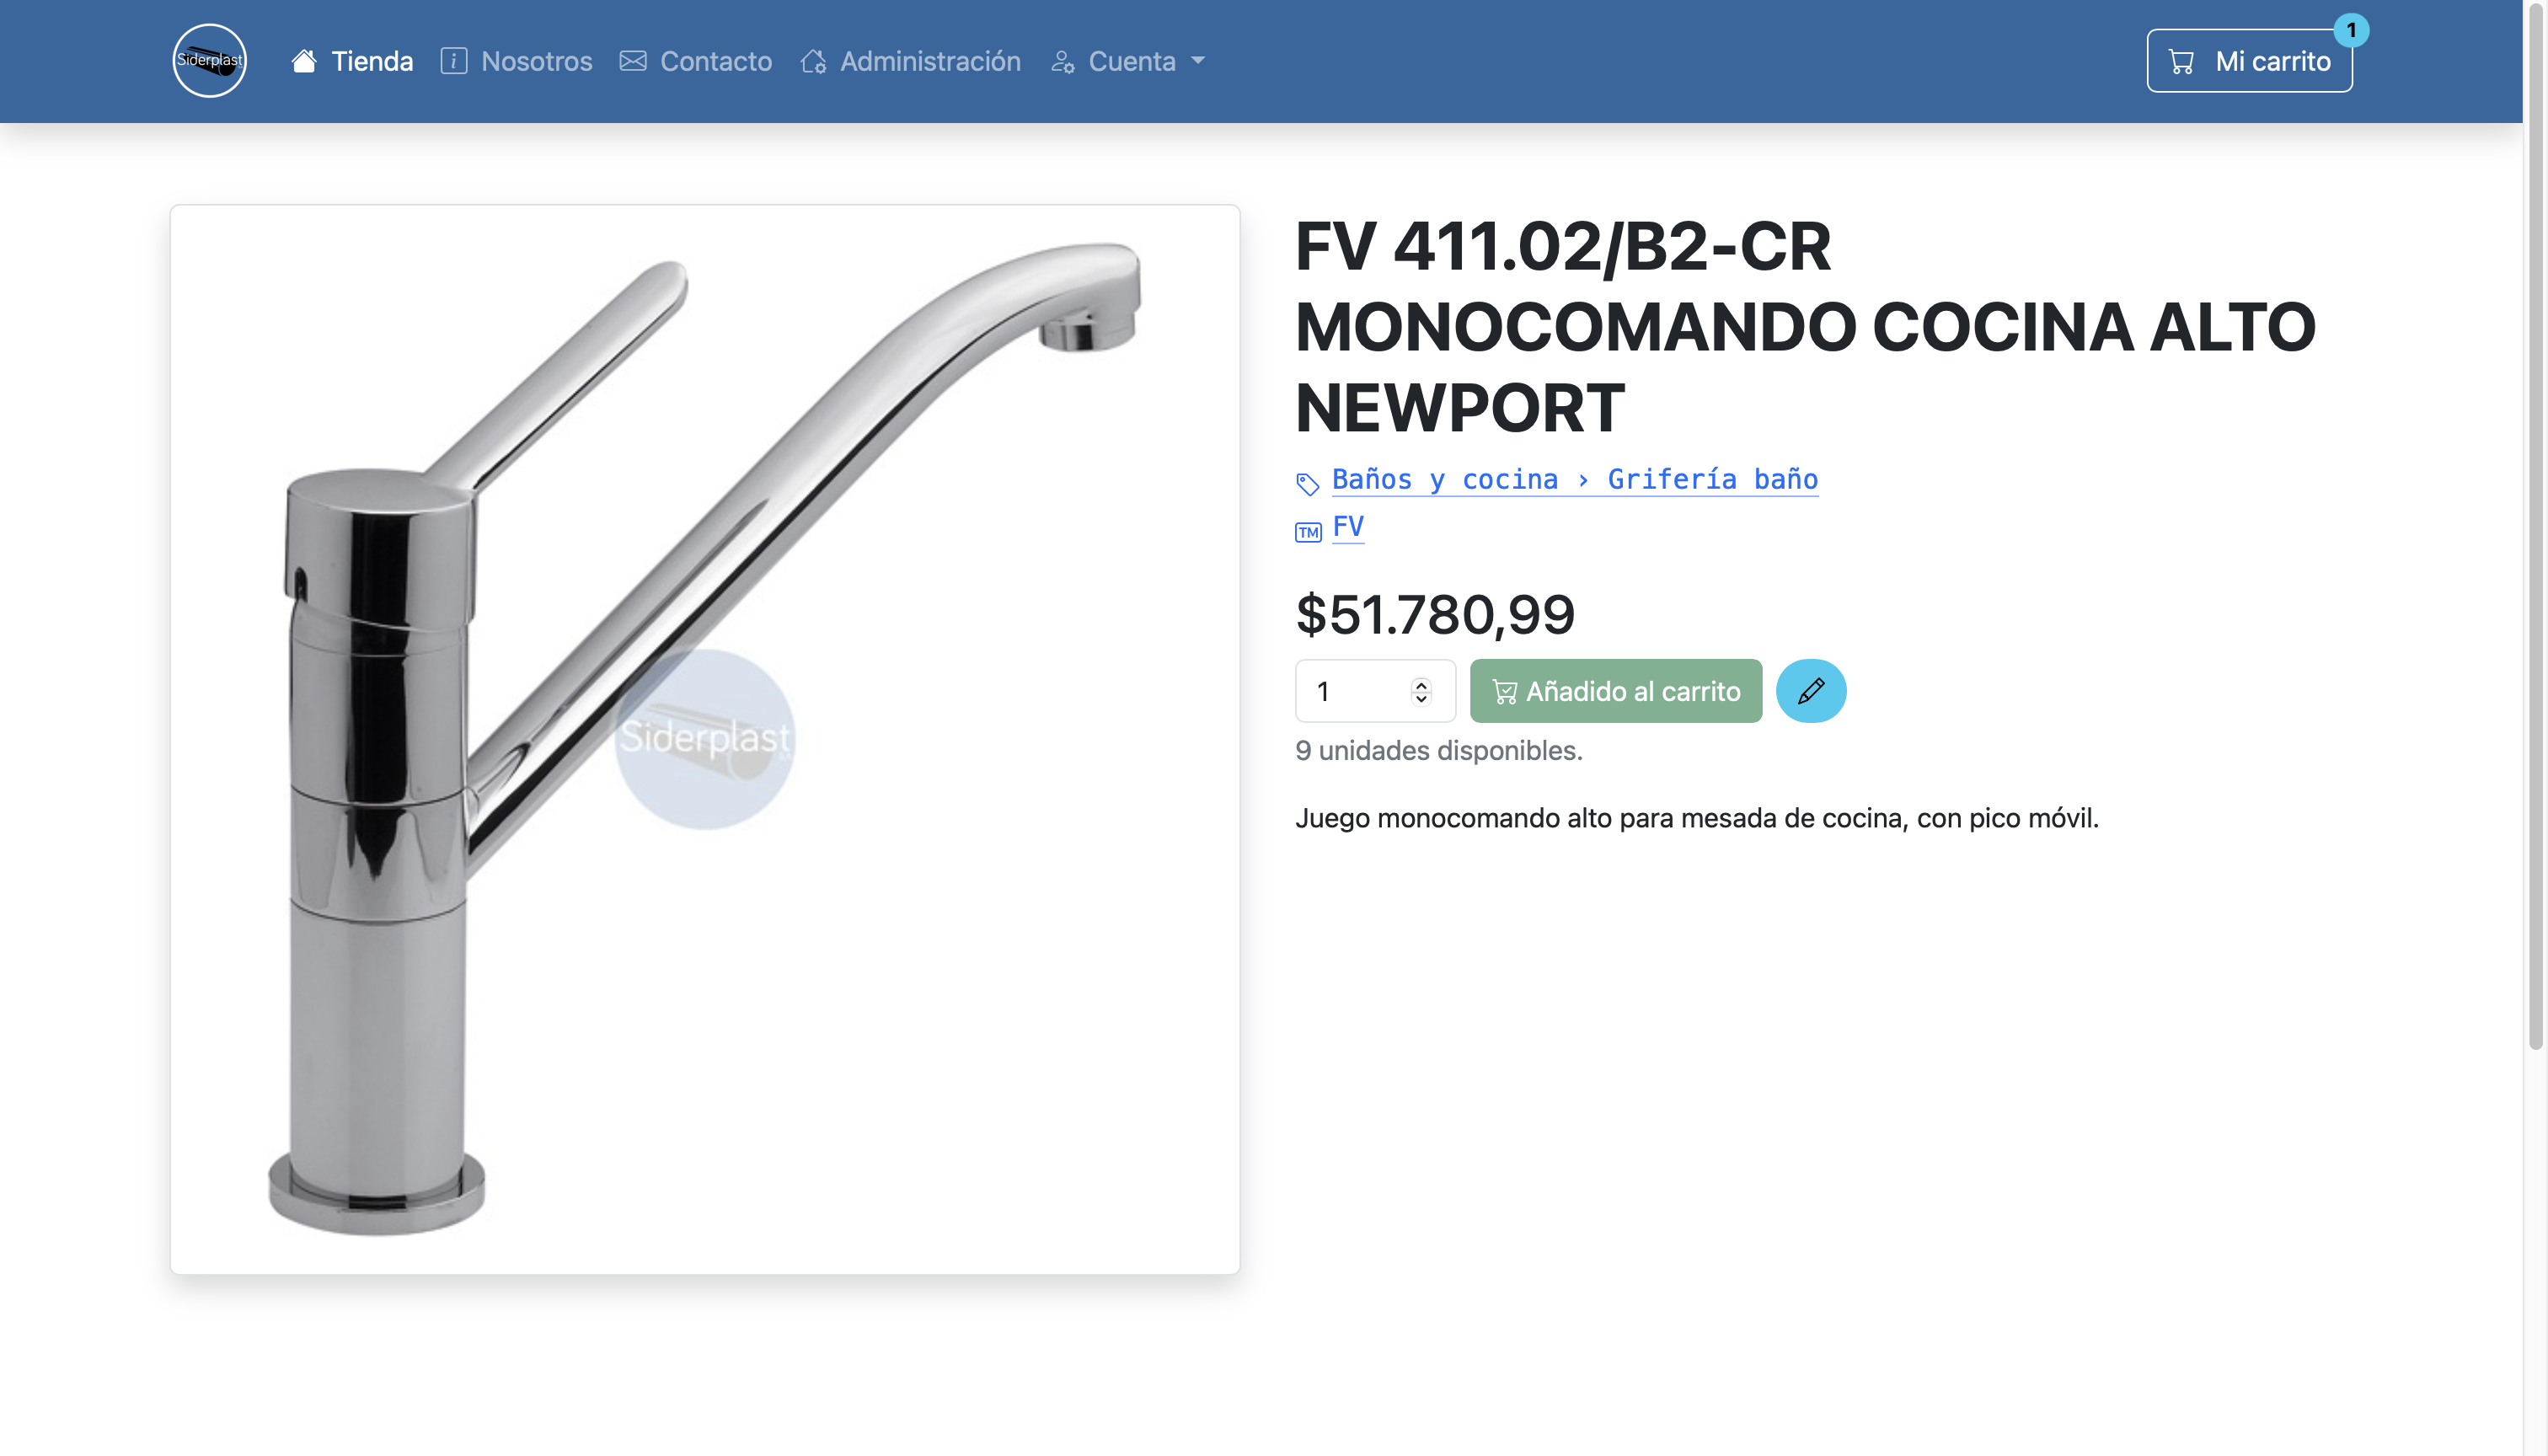 Siderplast
Tienda
Nosotros
Contacto
Administración
Cuenta
1
Mi carrito
FV 411.02/B2-CR
MONOCOMANDO COCINA ALTO
NEWPORT
Baños y cocina › Grifería baño
TM FV
$51.780,99
1
Añadido al carrito
9 unidades disponibles.
Juego monocomando alto para mesada de cocina, con pico móvil.
Siderplast